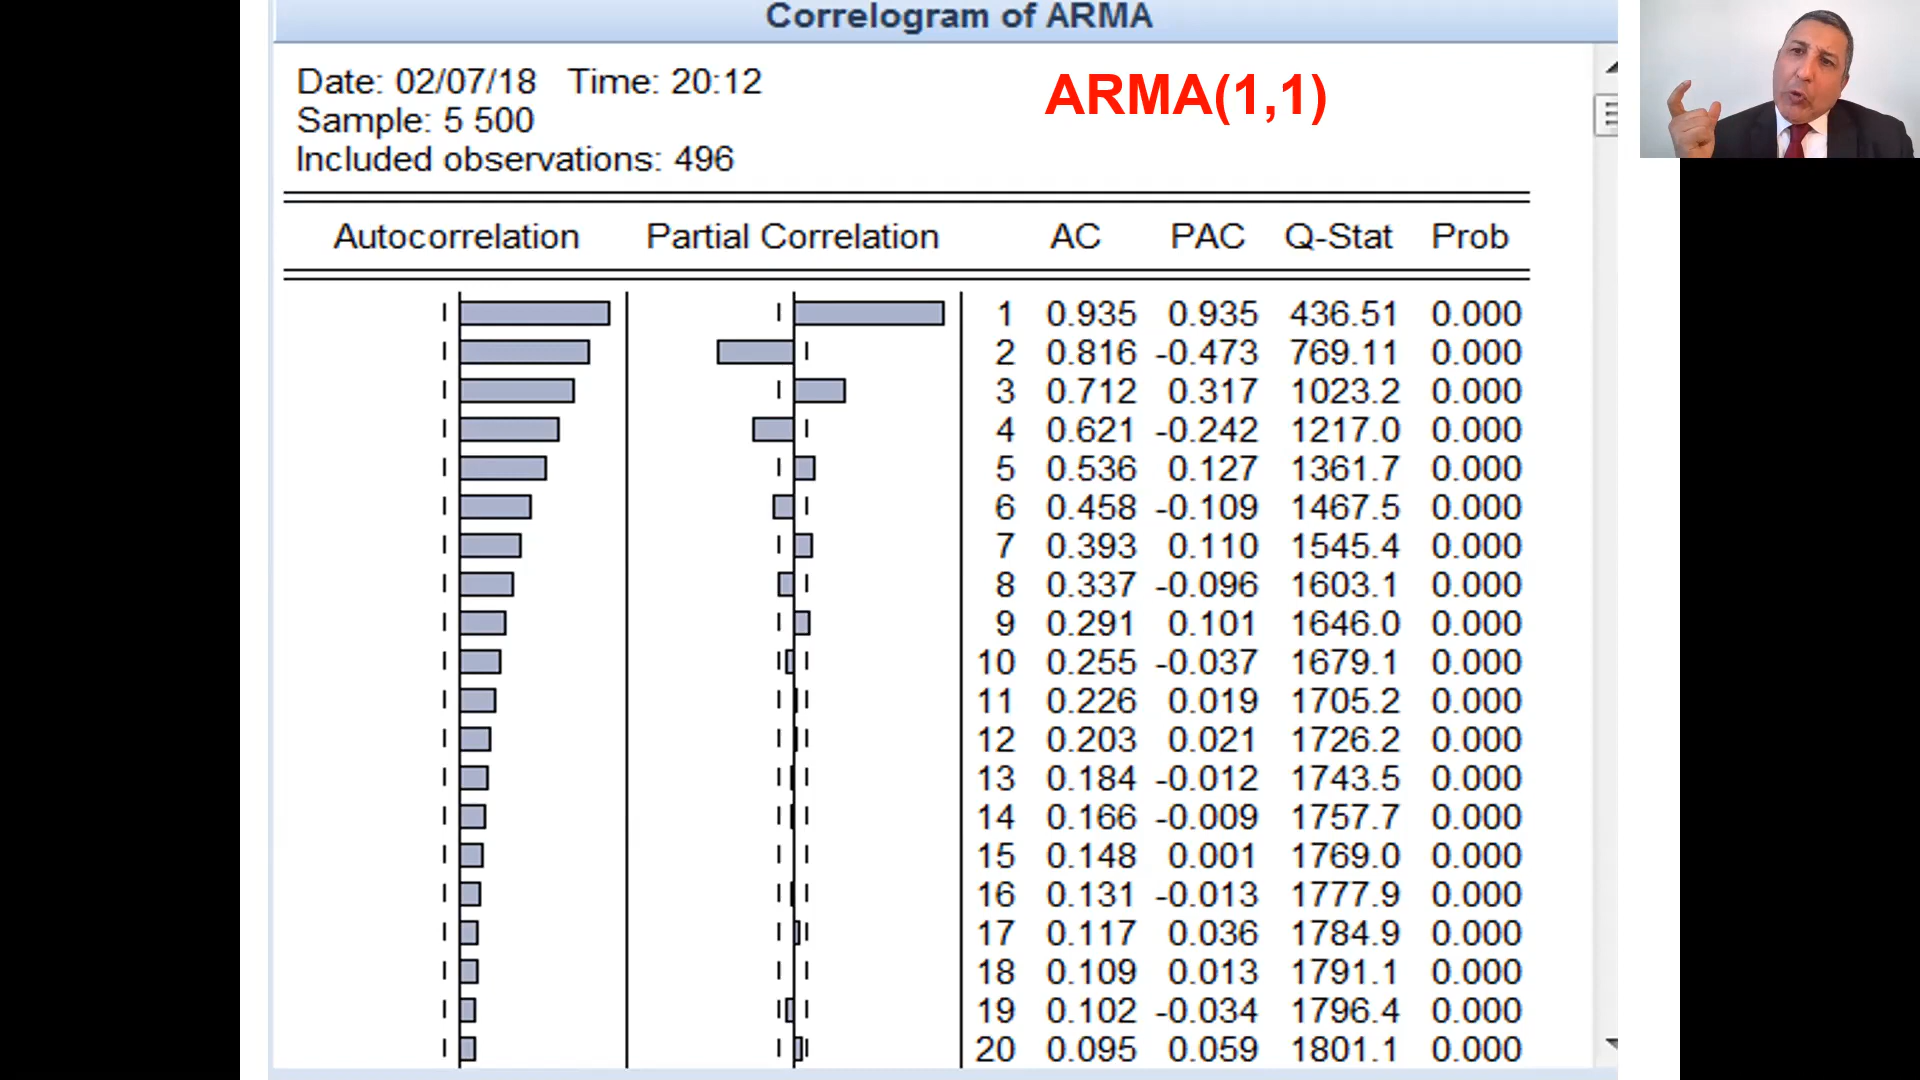 Correlogram of ARMA
Date: 02/07/18 Time: 20:12
ARMA(1,1)
Sample: 5 500
Included observations: 496
Autocorrelation Partial Correlation AC PAC Q-Stat Prob
1 0.935 0.935 436.51 0.000
2 0.816 -0.473 769.11 0.000
3 0.712 0.317 1023.2 0.000
4 0.621 -0.242 1217.0 0.000
5 0.536 0.127 1361.7 0.000
6 0.458 -0.109 1467.5 0.000
7 0.393 0.110 1545.4 0.000
8 0.337 -0.096 1603.1 0.000
9 0.291 0.101 1646.0 0.000
10 0.255 -0.037 1679.1 0.000
11 0.226 0.019 1705.2 0.000
12 0.203 0.021 1726.2 0.000
13 0.184 -0.012 1743.5 0.000
14 0.166 -0.009 1757.7 0.000
15 0.148 0.001 1769.0 0.000
16 0.131 -0.013 1777.9 0.000
17 0.117 0.036 1784.9 0.000
18 0.109 0.013 1791.1 0.000
19 0.102 -0.034 1796.4 0.000
20 0.095 0.059 1801.1 0.000